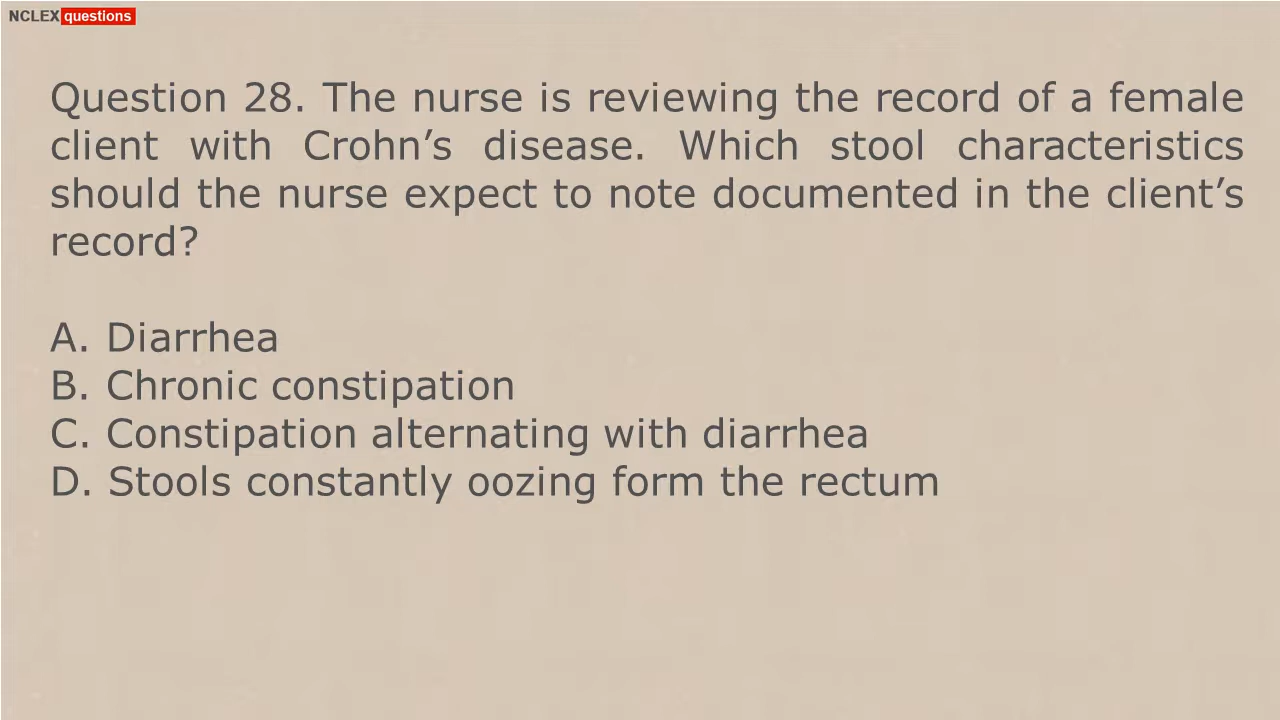 NCLEX questions
Question 28. The nurse is reviewing the record of a female
client with Crohn’s disease. Which stool characteristics
should the nurse expect to note documented in the client’s
record?
A. Diarrhea
B. Chronic constipation
C. Constipation alternating with diarrhea
D. Stools constantly oozing form the rectum